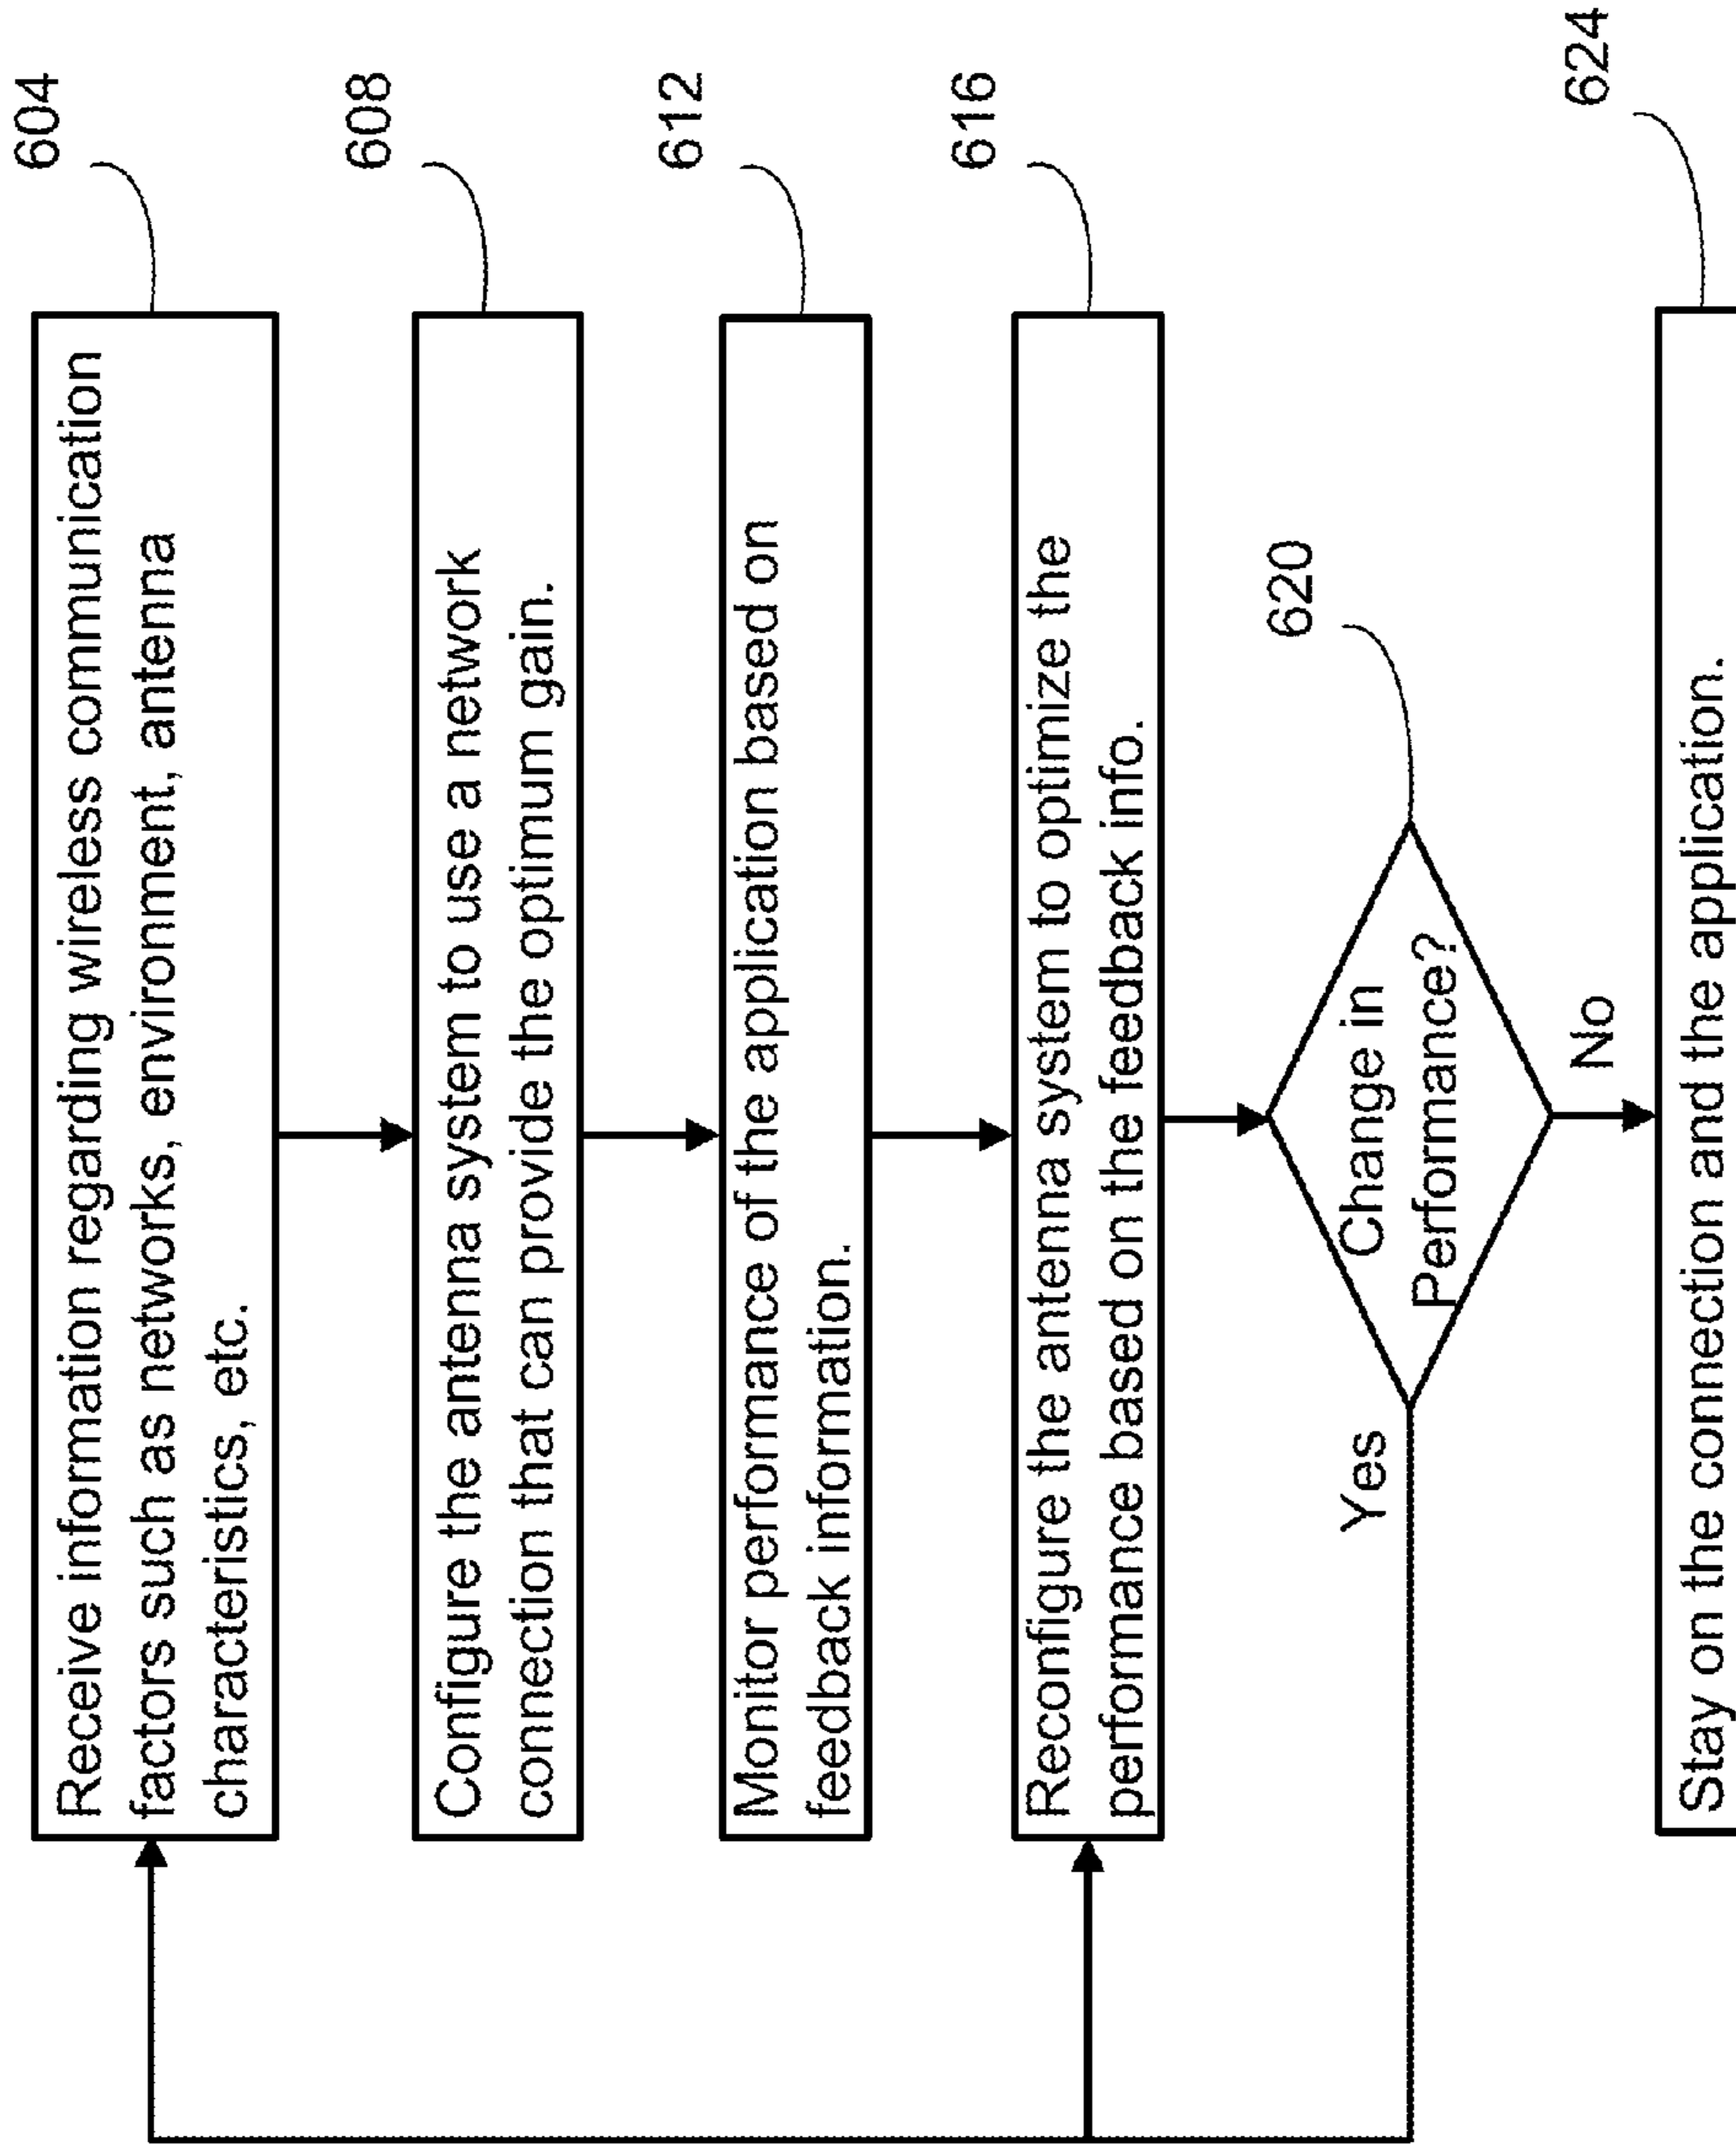 604
Receive information regarding wireless communication
factors such as networks, environment, antenna
characteristics, etc.
608
Configure the antenna system to use a network
connection that can provide the optimum gain.
612
Monitor performance of the application based on
feedback information.
616
Reconfigure the antenna system to optimize the
performance based on the feedback info.
620
Change in
Performance?
Yes
No
624
Stay on the connection and the application.